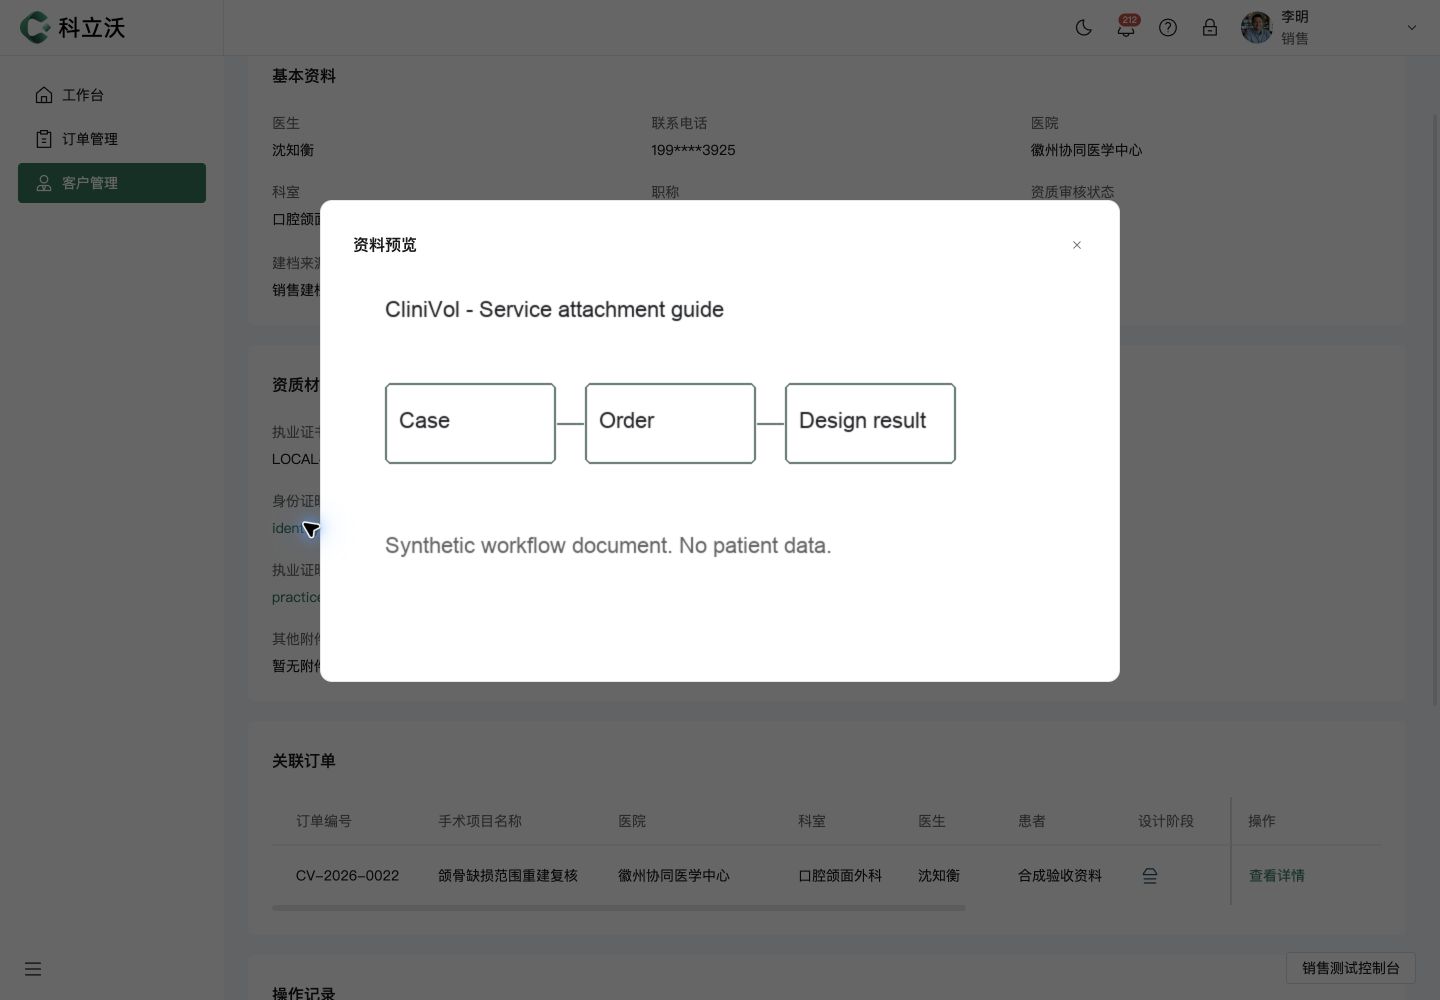 科立沃
212
李明
销售
工作台
订单管理
客户管理
基本资料
医生
联系电话
医院
沈知衡
199****3925
徽州协同医学中心
科室
职称
资质审核状态
口腔颌面
建档来源
销售建档
资料预览
CliniVol - Service attachment guide
Case
Order
Design result
Synthetic workflow document. No patient data.
资质材
执业证书
LOCAL-
身份证明
ident
执业证明
practice
其他附件
暂无附件
关联订单
订单编号
手术项目名称
医院
科室
医生
患者
设计阶段
操作
CV-2026-0022
颌骨缺损范围重建复核
徽州协同医学中心
口腔颌面外科
沈知衡
合成验收资料
查看详情
操作记录
销售测试控制台